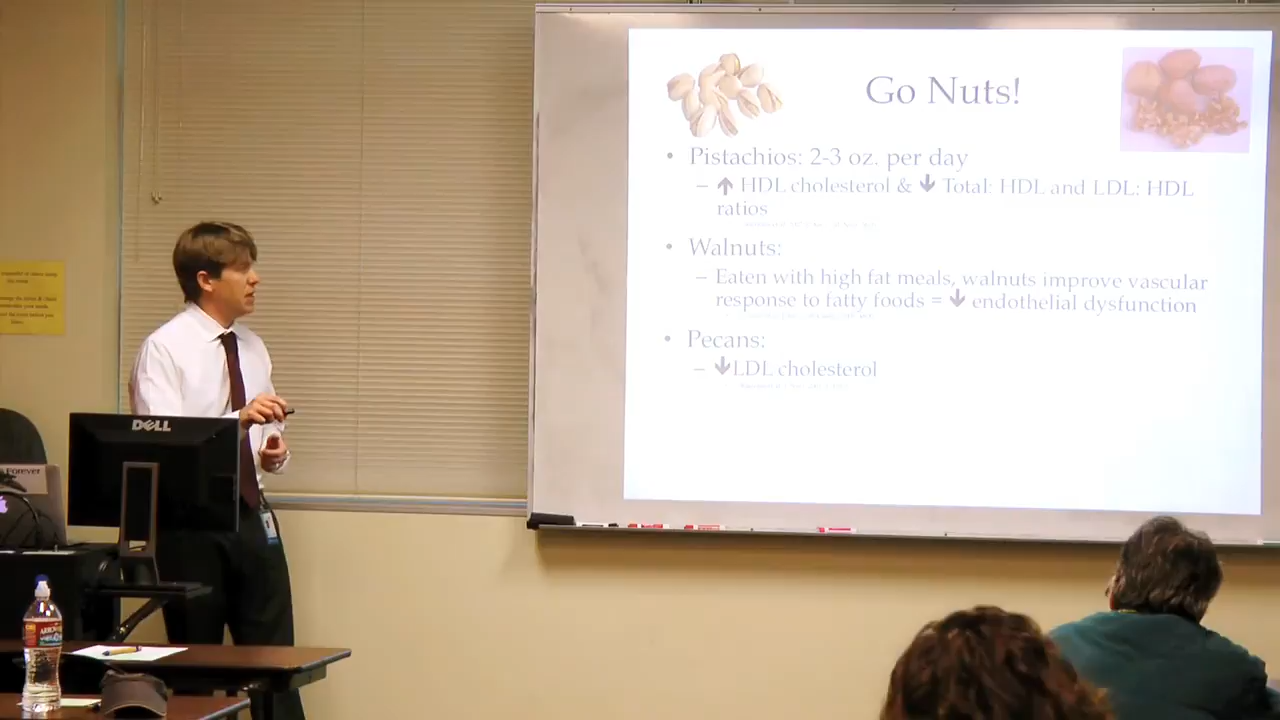 Go Nuts!
• Pistachios: 2-3 oz. per day
– 🡹 HDL cholesterol & 🡻 Total: HDL and LDL: HDL
ratios
• Walnuts:
– Eaten with high fat meals, walnuts improve vascular
response to fatty foods = 🡻 endothelial dysfunction
• Pecans:
– 🡻LDL cholesterol
DELL
Forever